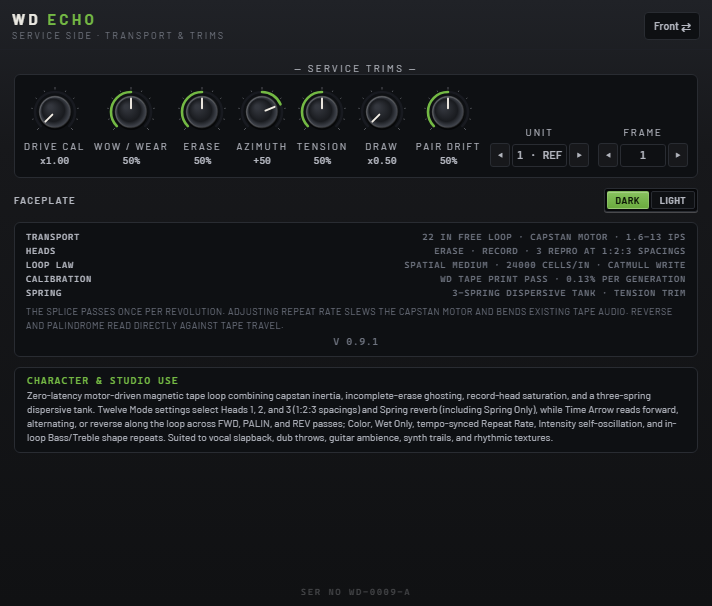 WD ECHO
SERVICE SIDE · TRANSPORT & TRIMS
Front ⇄
— SERVICE TRIMS —
DRIVE CAL WOW / WEAR ERASE AZIMUTH TENSION DRAW PAIR DRIFT UNIT FRAME
x1.00 50% 50% +50 50% x0.50 50% ◂ 1 · REF ▸ ◂ 1 ▸
FACEPLATE DARK LIGHT
TRANSPORT 22 IN FREE LOOP · CAPSTAN MOTOR · 1.6–13 IPS
HEADS ERASE · RECORD · 3 REPRO AT 1:2:3 SPACINGS
LOOP LAW SPATIAL MEDIUM · 24000 CELLS/IN · CATMULL WRITE
CALIBRATION WD TAPE PRINT PASS · 0.13% PER GENERATION
SPRING 3-SPRING DISPERSIVE TANK · TENSION TRIM
THE SPLICE PASSES ONCE PER REVOLUTION. ADJUSTING REPEAT RATE SLEWS THE CAPSTAN MOTOR AND BENDS EXISTING TAPE AUDIO. REVERSE
AND PALINDROME READ DIRECTLY AGAINST TAPE TRAVEL.
V 0.9.1
CHARACTER & STUDIO USE
Zero-latency motor-driven magnetic tape loop combining capstan inertia, incomplete-erase ghosting, record-head saturation, and a three-spring
dispersive tank. Twelve Mode settings select Heads 1, 2, and 3 (1:2:3 spacings) and Spring reverb (including Spring Only), while Time Arrow reads forward,
alternating, or reverse along the loop across FWD, PALIN, and REV passes; Color, Wet Only, tempo-synced Repeat Rate, Intensity self-oscillation, and in-
loop Bass/Treble shape repeats. Suited to vocal slapback, dub throws, guitar ambience, synth trails, and rhythmic textures.
SER NO WD-0009-A